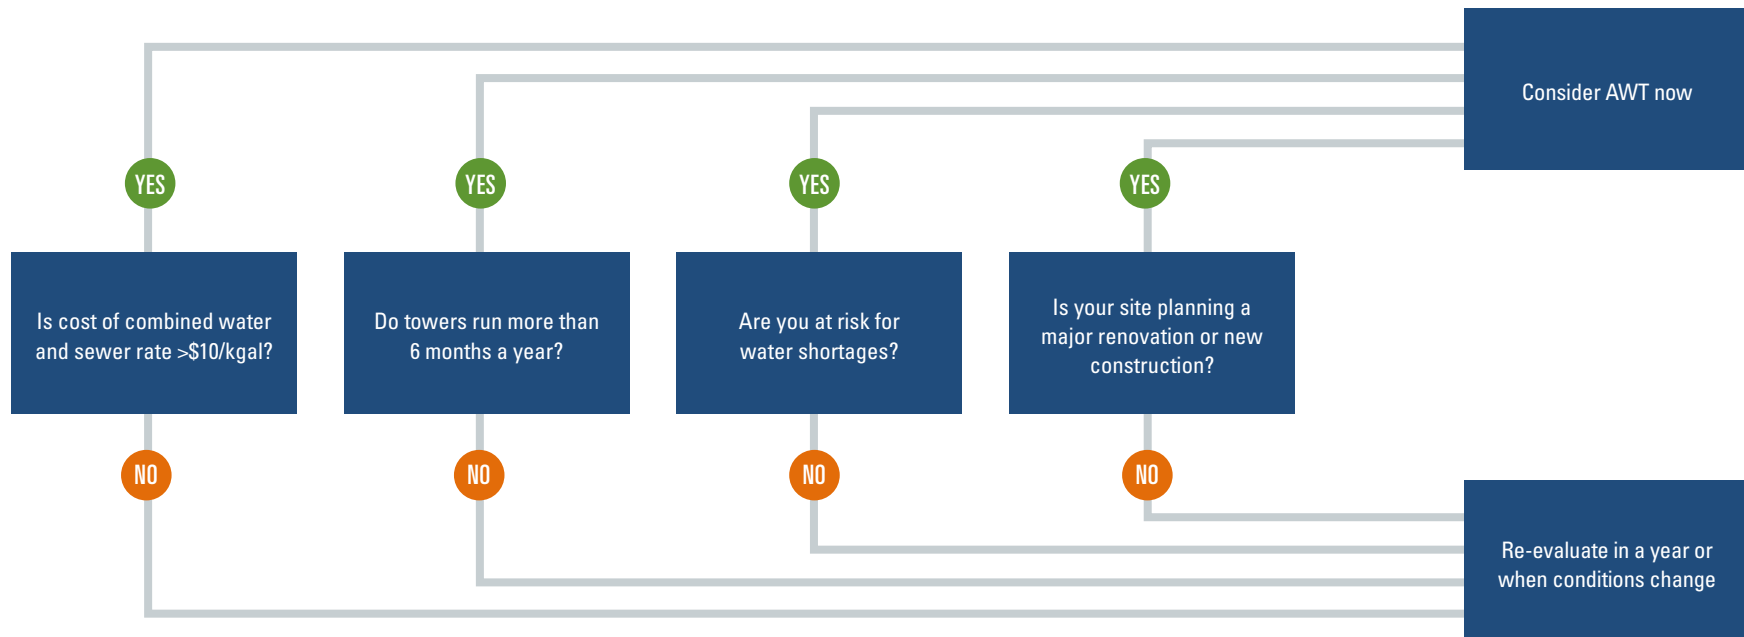 Consider AWT now
YES
YES
YES
YES
Is cost of combined water
and sewer rate >$10/kgal?
Do towers run more than
6 months a year?
Are you at risk for
water shortages?
Is your site planning a
major renovation or new
construction?
NO
NO
NO
NO
Re-evaluate in a year or
when conditions change